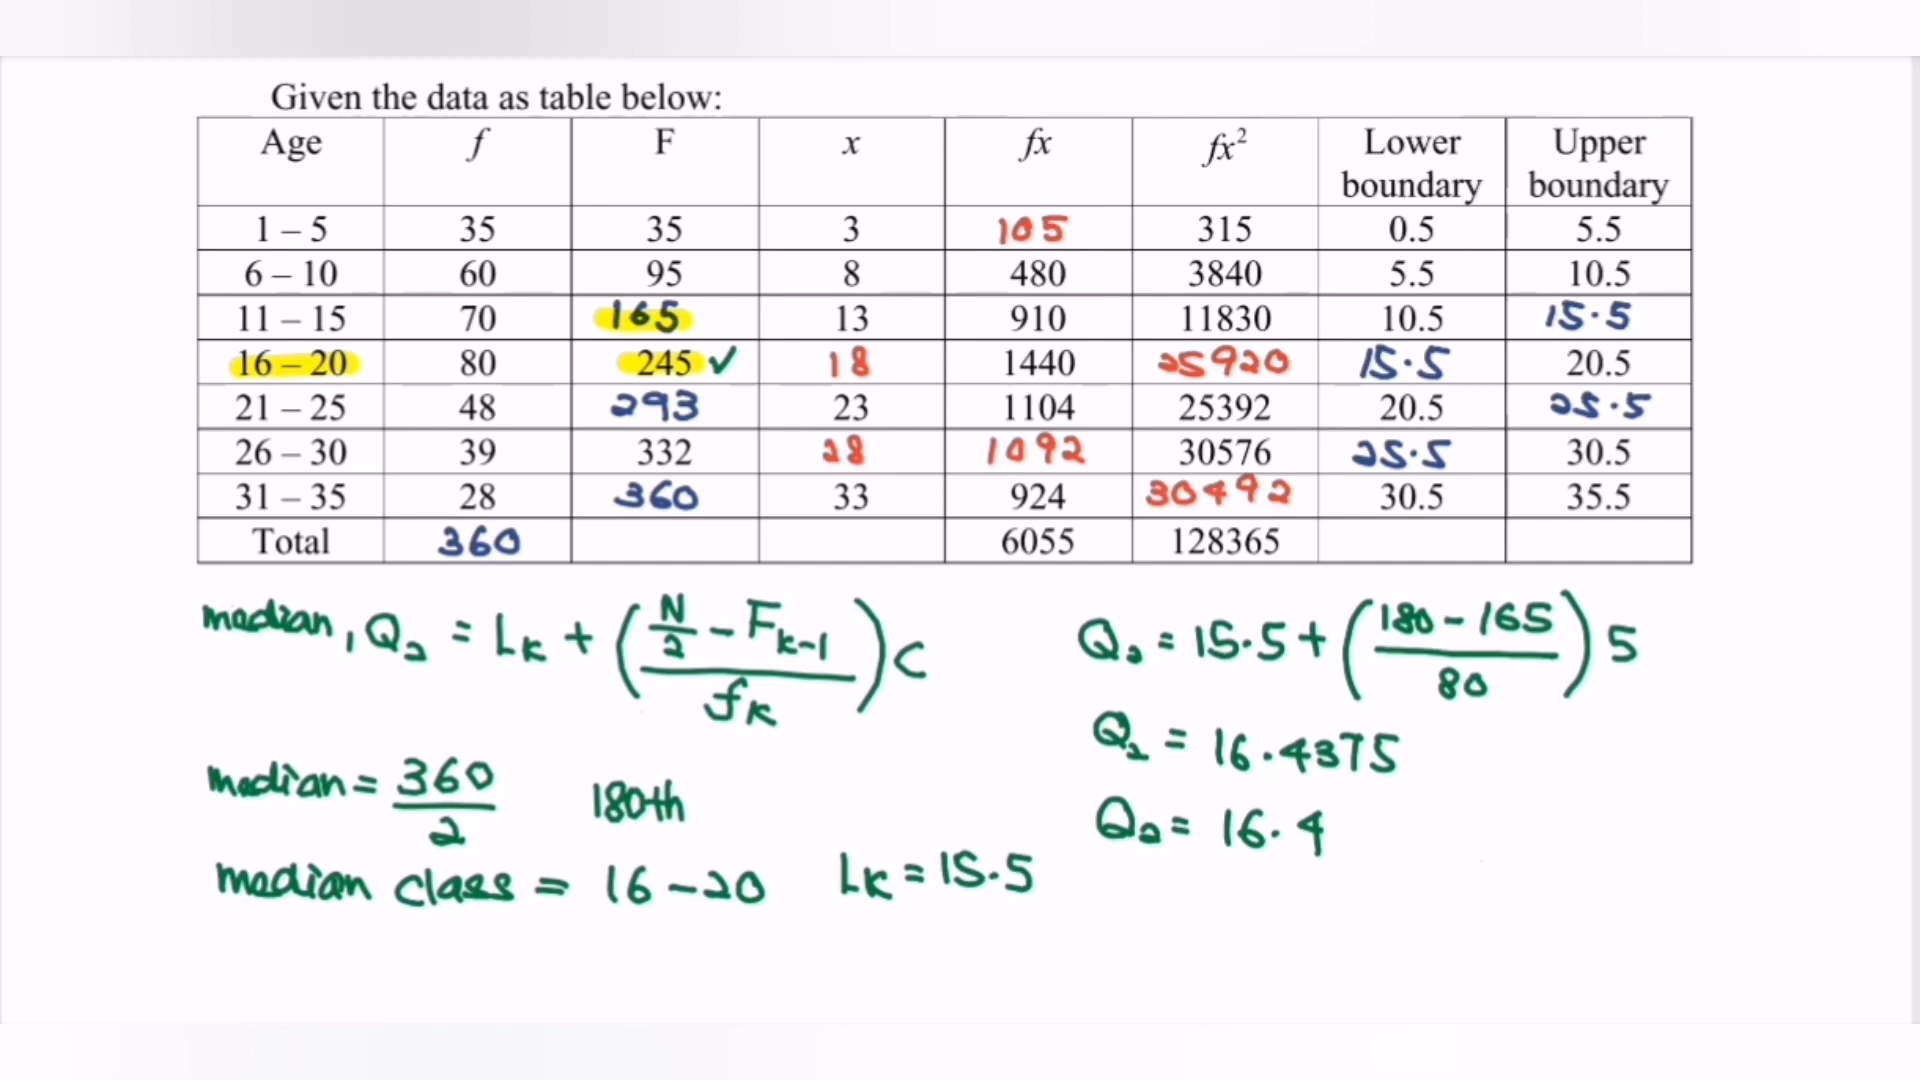 Given the data as table below:
Age f F x fx fx² Lower boundary Upper boundary
1 – 5 35 35 3 105 315 0.5 5.5
6 – 10 60 95 8 480 3840 5.5 10.5
11 – 15 70 165 13 910 11830 10.5 15.5
16 – 20 80 245 ✓ 18 1440 25920 15.5 20.5
21 – 25 48 293 23 1104 25392 20.5 25.5
26 – 30 39 332 28 1092 30576 25.5 30.5
31 – 35 28 360 33 924 30492 30.5 35.5
Total 360 6055 128365
median, Q₂ = Lₖ + ((N/2 – Fₖ₋₁)/fₖ) C
median = 360/2 180th
median class = 16 – 20 Lₖ = 15.5
Q₂ = 15.5 + ((180 – 165)/80) 5
Q₂ = 16.4375
Q₂ = 16.4